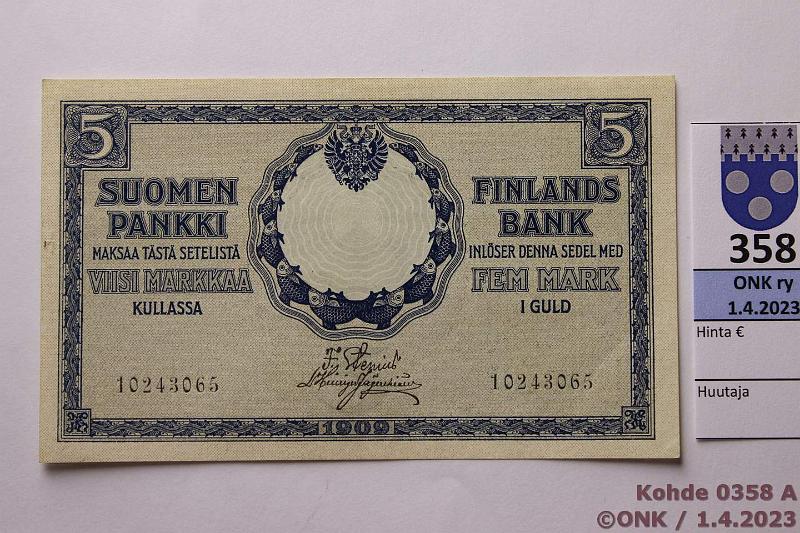 5
5
SUOMEN
PANKKI
MAKSAA TÄSTÄ SETELISTÄ
VIISI MARKKAA
KULLASSA
FINLANDS
BANK
INLÖSER DENNA SEDEL MED
FEM MARK
I GULD
10243065
10243065
1909
358
ONK ry
1.4.2023
Hinta €
Huutaja
Kohde 0358 A
©ONK / 1.4.2023